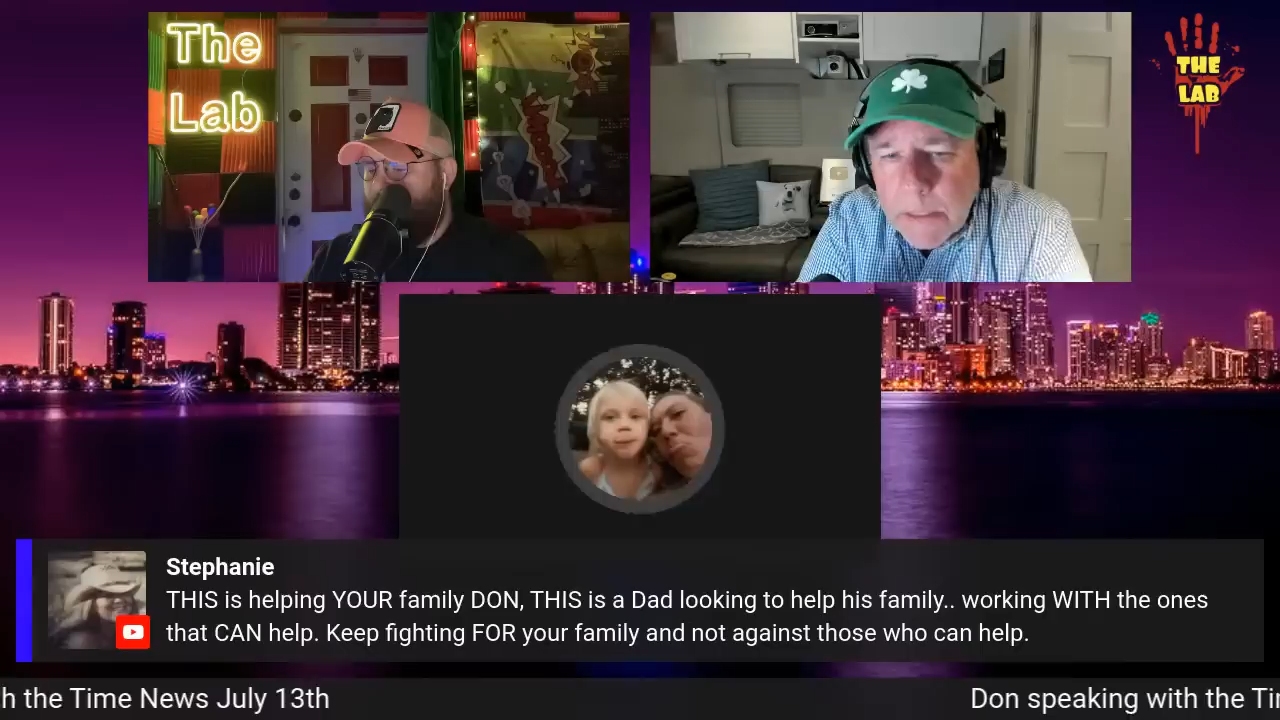 The
Lab
THE
LAB
Stephanie
THIS is helping YOUR family DON, THIS is a Dad looking to help his family.. working WITH the ones
that CAN help. Keep fighting FOR your family and not against those who can help.
h the Time News July 13th
Don speaking with the Ti